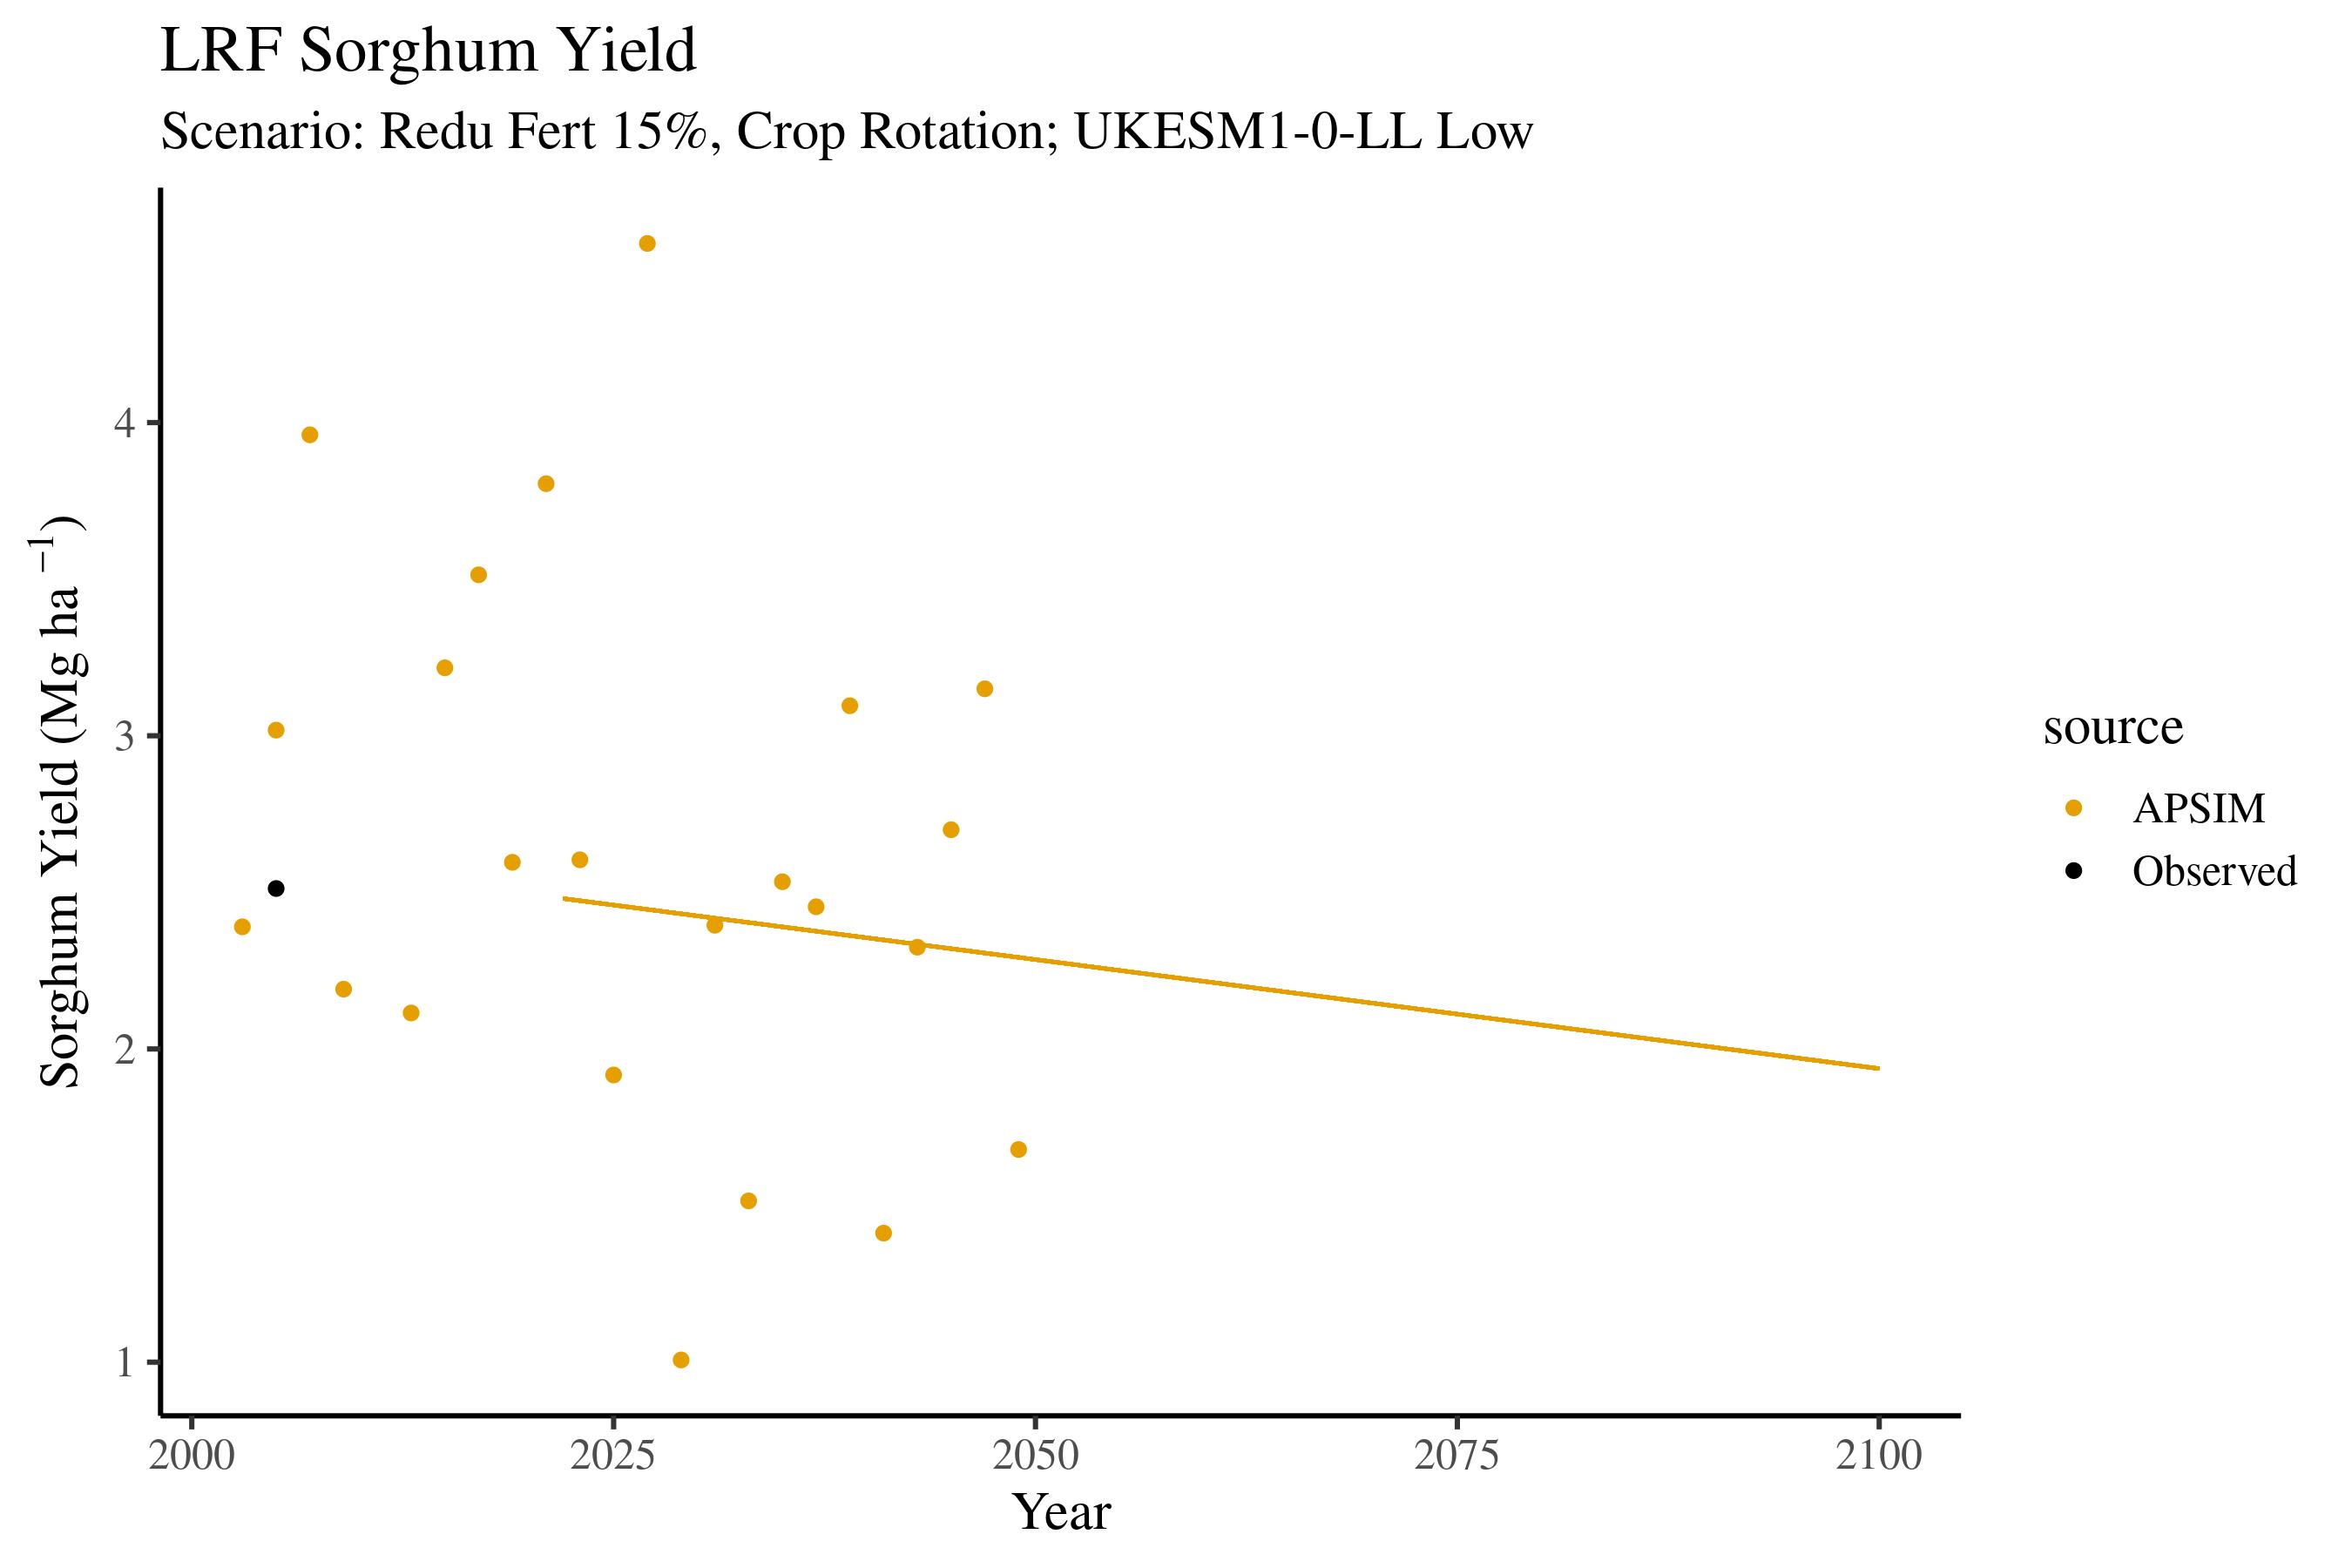 LRF Sorghum Yield
Scenario: Redu Fert 15%, Crop Rotation; UKESM1-0-LL Low
Sorghum Yield (Mg ha −1)
4
3
2
1
2000
2025
2050
2075
2100
Year
source
APSIM
Observed